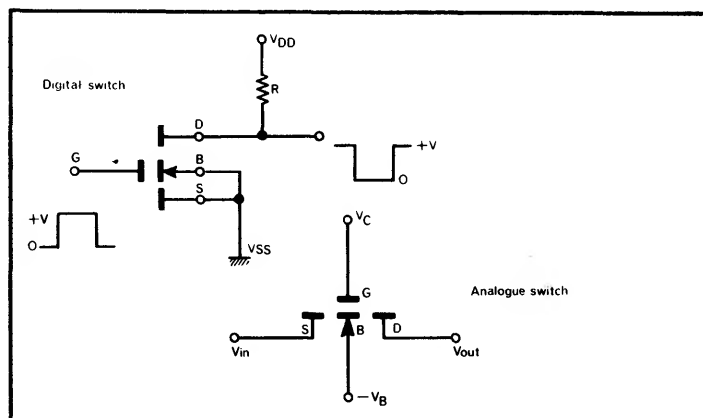 VDD
Digital switch
R
D
G
B
S
+V
O
+V
O
VSS
VC
G
Analogue switch
S
B
D
Vin
Vout
−VB